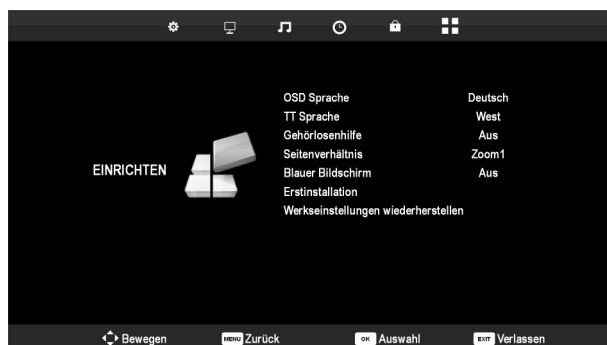 EINRICHTEN
OSD Sprache Deutsch
TT Sprache West
Gehörlosenhilfe Aus
Seitenverhältnis Zoom1
Blauer Bildschirm Aus
Erstinstallation
Werkseinstellungen wiederherstellen
Bewegen MENU Zurück OK Auswahl EXIT Verlassen